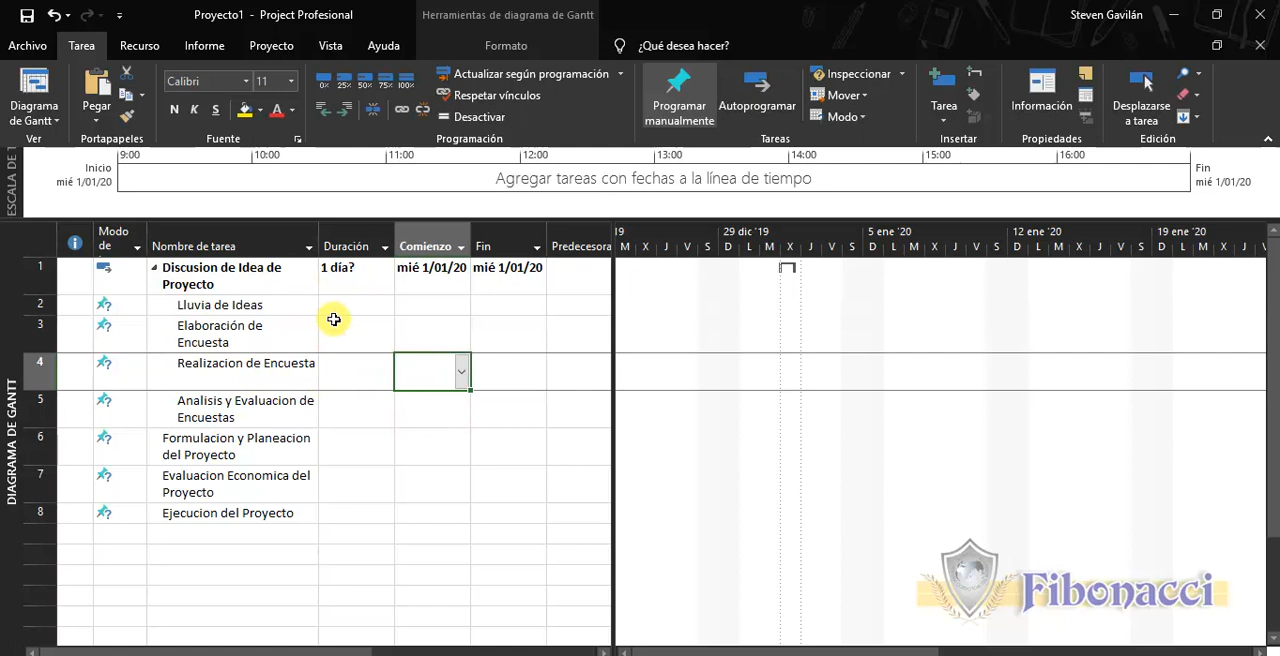 Proyecto1 - Project Profesional
Herramientas de diagrama de Gantt
Steven Gavilán
Archivo Tarea Recurso Informe Proyecto Vista Ayuda Formato ¿Qué desea hacer?
Diagrama de Gantt
Ver
Pegar
Portapapeles
Calibri 11
N K S A
Fuente
0% 25% 50% 75% 100%
Actualizar según programación
Respetar vínculos
Desactivar
Programación
Programar manualmente
Autoprogramar
Inspeccionar
Mover
Modo
Tareas
Tarea
Insertar
Información
Propiedades
Desplazarse a tarea
Edición
9:00 10:00 11:00 12:00 13:00 14:00 15:00 16:00
Inicio
mié 1/01/20
Agregar tareas con fechas a la línea de tiempo
Fin
mié 1/01/20
ESCALA DE T
Modo de Nombre de tarea Duración Comienzo Fin Predecesora
19 29 dic '19 5 ene '20 12 ene '20 19 ene '20
M X J V S D L M X J V S D L M X J V S D L M X J V S D L M X J V
1 Discusion de Idea de Proyecto 1 día? mié 1/01/20 mié 1/01/20
2 Lluvia de Ideas
3 Elaboración de Encuesta
4 Realizacion de Encuesta
5 Analisis y Evaluacion de Encuestas
6 Formulacion y Planeacion del Proyecto
7 Evaluacion Economica del Proyecto
8 Ejecucion del Proyecto
DIAGRAMA DE GANTT
Fibonacci